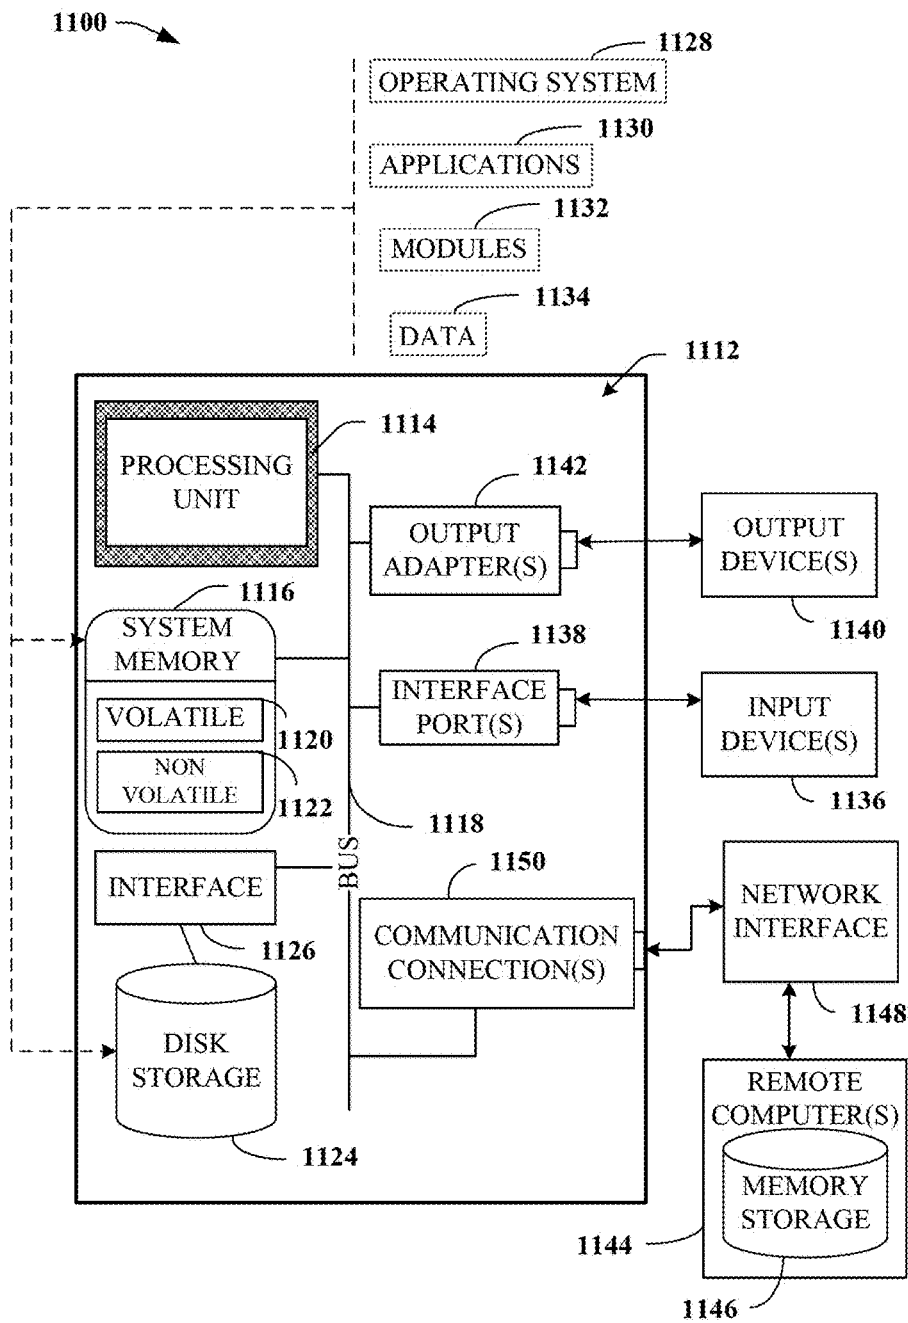 1100
1128
OPERATING SYSTEM
1130
APPLICATIONS
1132
MODULES
1134
DATA
1112
1114
PROCESSING
UNIT
1142
OUTPUT
ADAPTER(S)
OUTPUT
DEVICE(S)
1140
1116
SYSTEM
MEMORY
VOLATILE
1120
NON
VOLATILE
1122
1138
INTERFACE
PORT(S)
INPUT
DEVICE(S)
1136
1118
BUS
INTERFACE
1126
1150
COMMUNICATION
CONNECTION(S)
NETWORK
INTERFACE
1148
DISK
STORAGE
1124
REMOTE
COMPUTER(S)
MEMORY
STORAGE
1144
1146